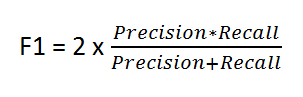 F1 = 2 x Precision*Recall
Precision+Recall